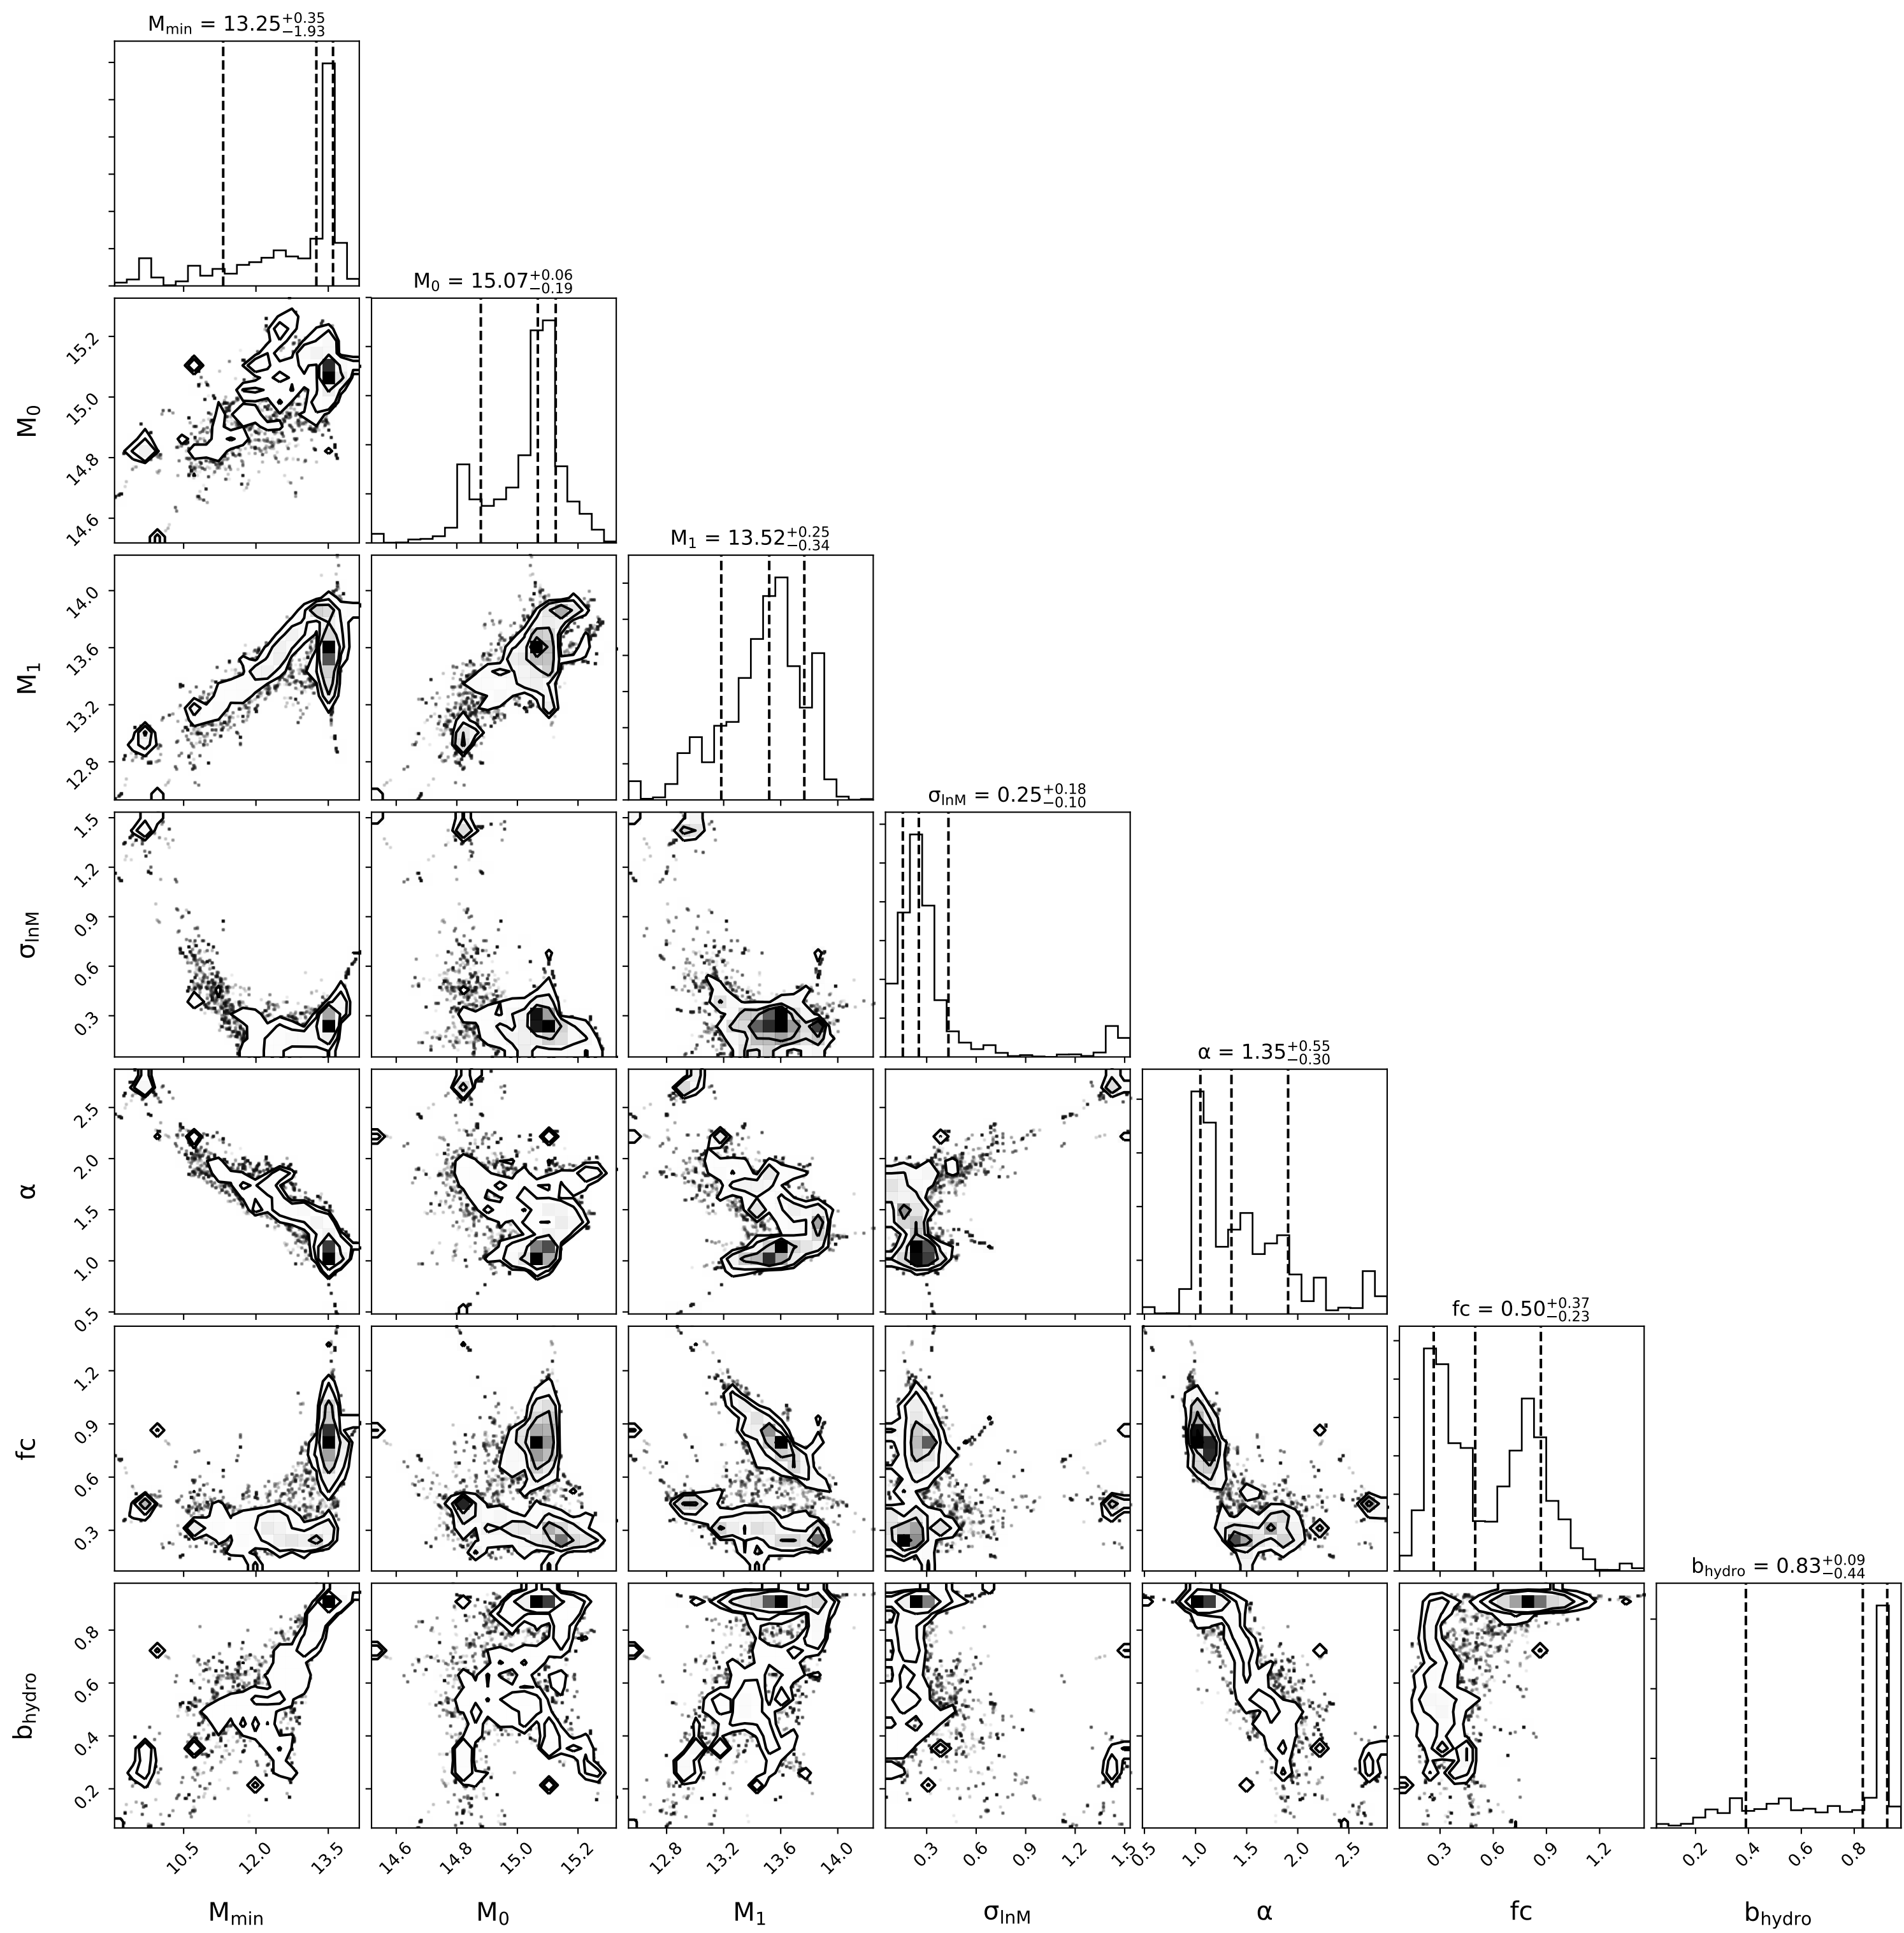 M_min = 13.25^{+0.35}_{−1.93}
M_0 = 15.07^{+0.06}_{−0.19}
15.2
15.0
14.8
14.6
M_0
M_1 = 13.52^{+0.25}_{−0.34}
14.0
13.6
13.2
12.8
M_1
σ_lnM = 0.25^{+0.18}_{−0.10}
1.5
1.2
0.9
0.6
0.3
σ_lnM
α = 1.35^{+0.55}_{−0.30}
2.5
2.0
1.5
1.0
0.5
α
fc = 0.50^{+0.37}_{−0.23}
1.2
0.9
0.6
0.3
fc
b_hydro = 0.83^{+0.09}_{−0.44}
0.8
0.6
0.4
0.2
b_hydro
10.5 12.0 13.5 14.6 14.8 15.0 15.2 12.8 13.2 13.6 14.0 0.3 0.6 0.9 1.2 1.5 0.5 1.0 1.5 2.0 2.5 0.3 0.6 0.9 1.2 0.2 0.4 0.6 0.8
M_min M_0 M_1 σ_lnM α fc b_hydro